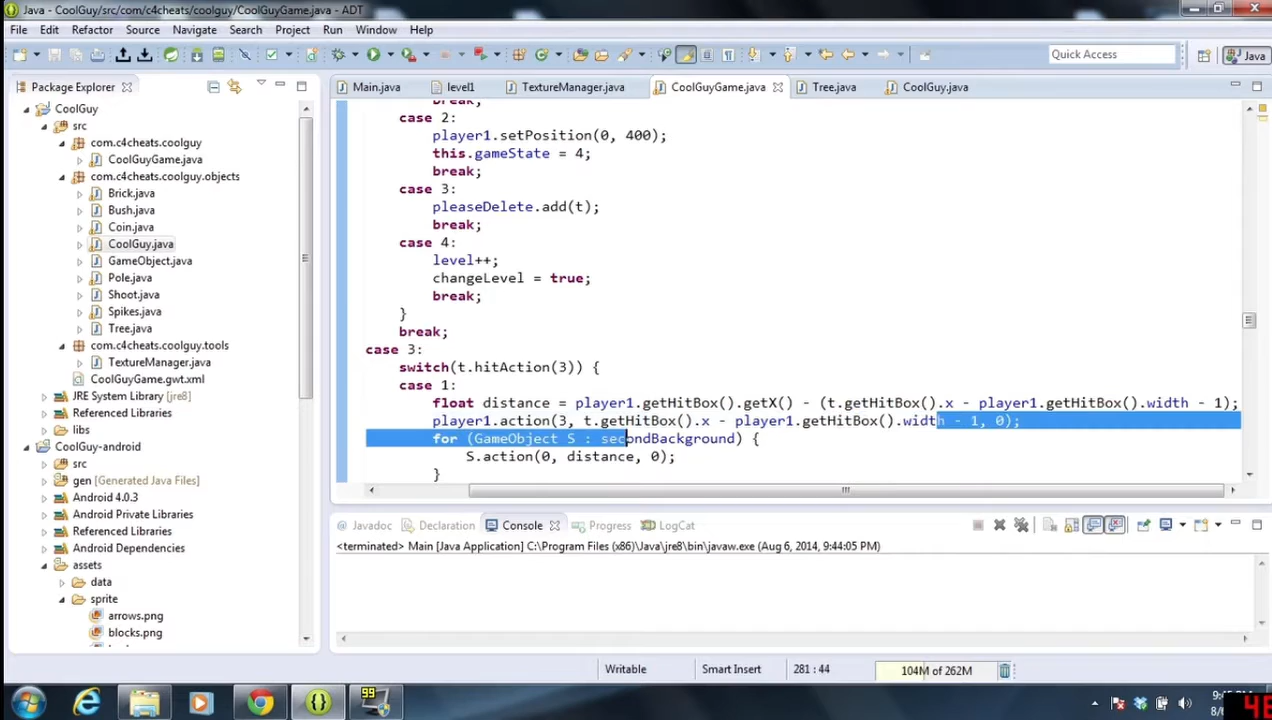 Java - CoolGuy/src/com/c4cheats/coolguy/CoolGuyGame.java - ADT
File Edit Refactor Source Navigate Search Project Run Window Help
Quick Access
Java
Package Explorer
CoolGuy
src
com.c4cheats.coolguy
CoolGuyGame.java
com.c4cheats.coolguy.objects
Brick.java
Bush.java
Coin.java
CoolGuy.java
GameObject.java
Pole.java
Shoot.java
Spikes.java
Tree.java
com.c4cheats.coolguy.tools
TextureManager.java
CoolGuyGame.gwt.xml
JRE System Library [jre8]
Referenced Libraries
libs
CoolGuy-android
src
gen [Generated Java Files]
Android 4.0.3
Android Private Libraries
Referenced Libraries
Android Dependencies
assets
data
sprite
arrows.png
blocks.png
Main.java level1 TextureManager.java CoolGuyGame.java Tree.java CoolGuy.java
break;
case 2:
player1.setPosition(0, 400);
this.gameState = 4;
break;
case 3:
pleaseDelete.add(t);
break;
case 4:
level++;
changeLevel = true;
break;
}
break;
case 3:
switch(t.hitAction(3)) {
case 1:
float distance = player1.getHitBox().getX() - (t.getHitBox().x - player1.getHitBox().width - 1);
player1.action(3, t.getHitBox().x - player1.getHitBox().width - 1, 0);
for (GameObject S : secondBackground) {
S.action(0, distance, 0);
}
Javadoc Declaration Console Progress LogCat
<terminated> Main [Java Application] C:\Program Files (x86)\Java\jre8\bin\javaw.exe (Aug 6, 2014, 9:44:05 PM)
Writable Smart Insert 281 : 44 104M of 262M
99